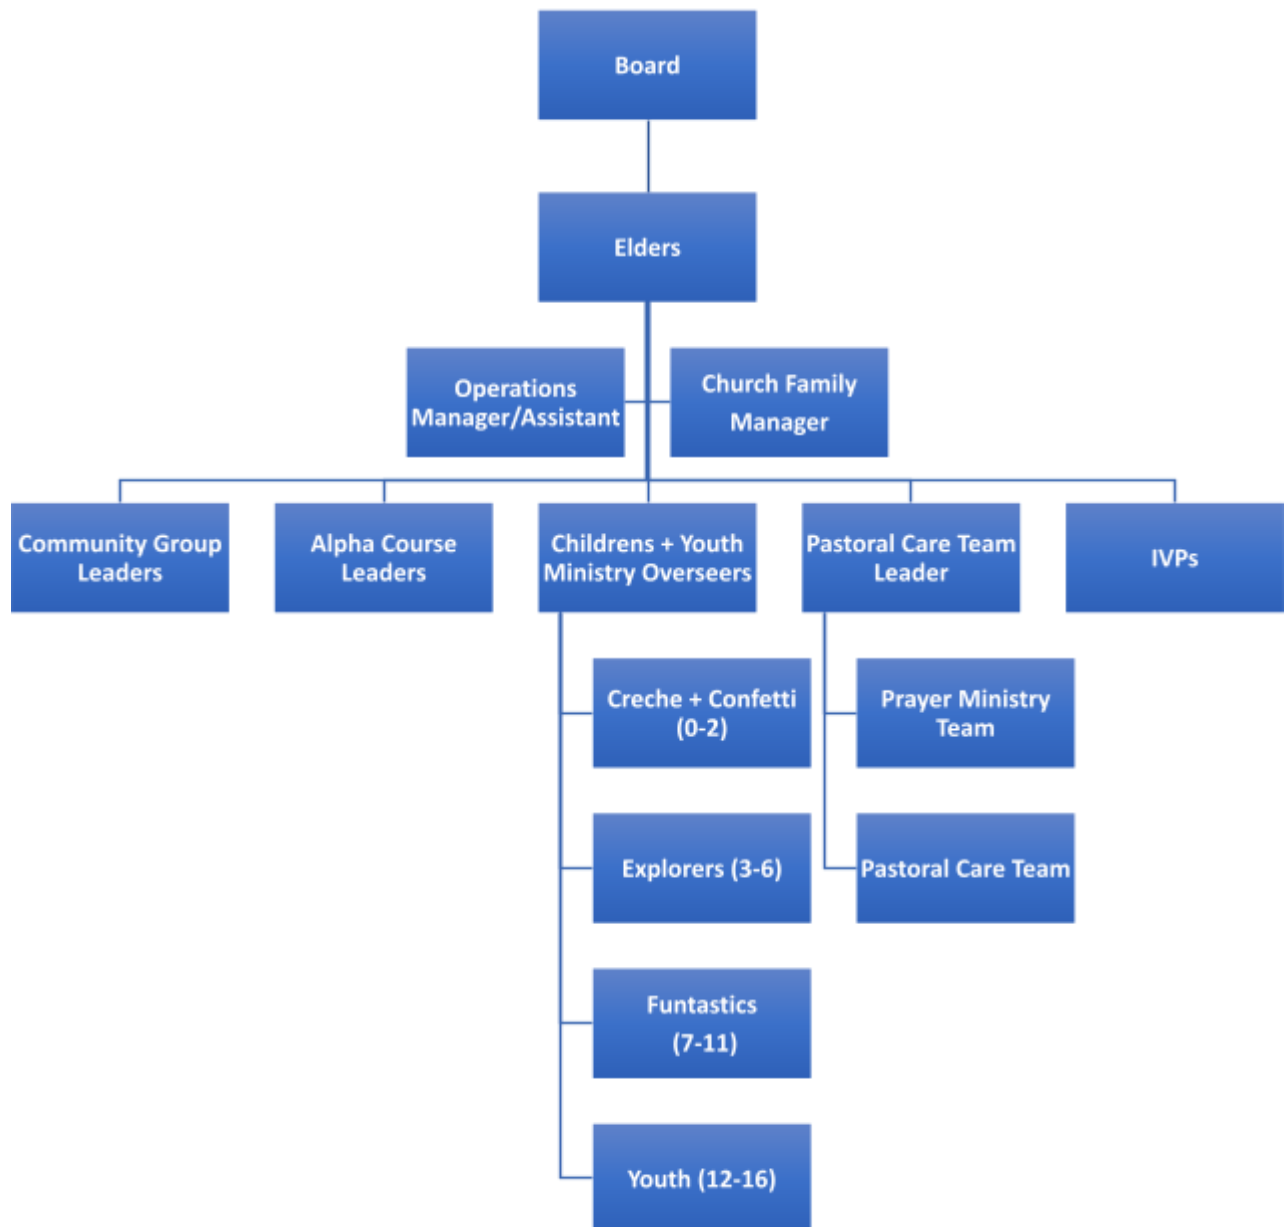 Board
Elders
Operations
Manager/Assistant
Church Family
Manager
Community Group
Leaders
Alpha Course
Leaders
Childrens + Youth
Ministry Overseers
Pastoral Care Team
Leader
IVPs
Creche + Confetti
(0-2)
Prayer Ministry
Team
Explorers (3-6)
Pastoral Care Team
Funtastics
(7-11)
Youth (12-16)